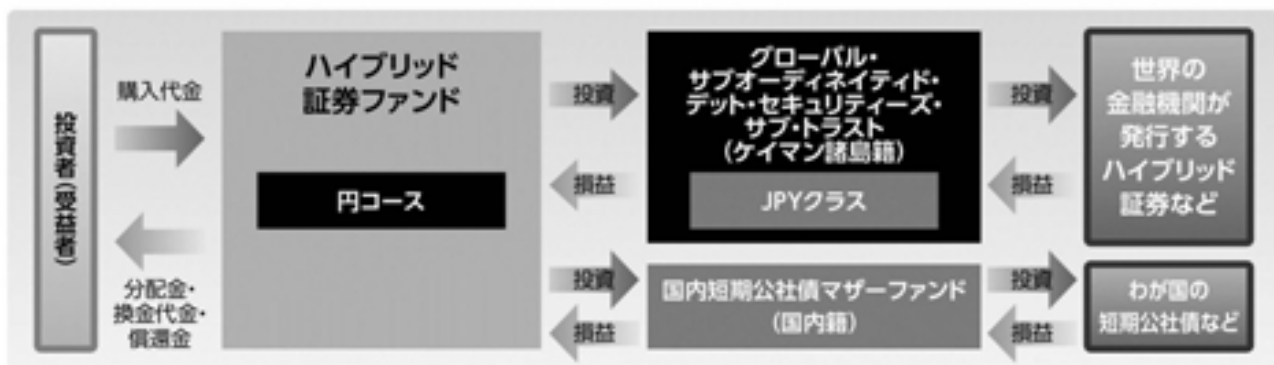 投資者(受益者)
購入代金
分配金・
換金代金・
償還金
ハイブリッド
証券ファンド
円コース
投資
損益
投資
損益
グローバル・
サブオーディネイティド・
デット・セキュリティーズ・
サブ・トラスト
(ケイマン諸島籍)
JPYクラス
国内短期公社債マザーファンド
(国内籍)
投資
損益
投資
損益
世界の
金融機関が
発行する
ハイブリッド
証券など
わが国の
短期公社債など